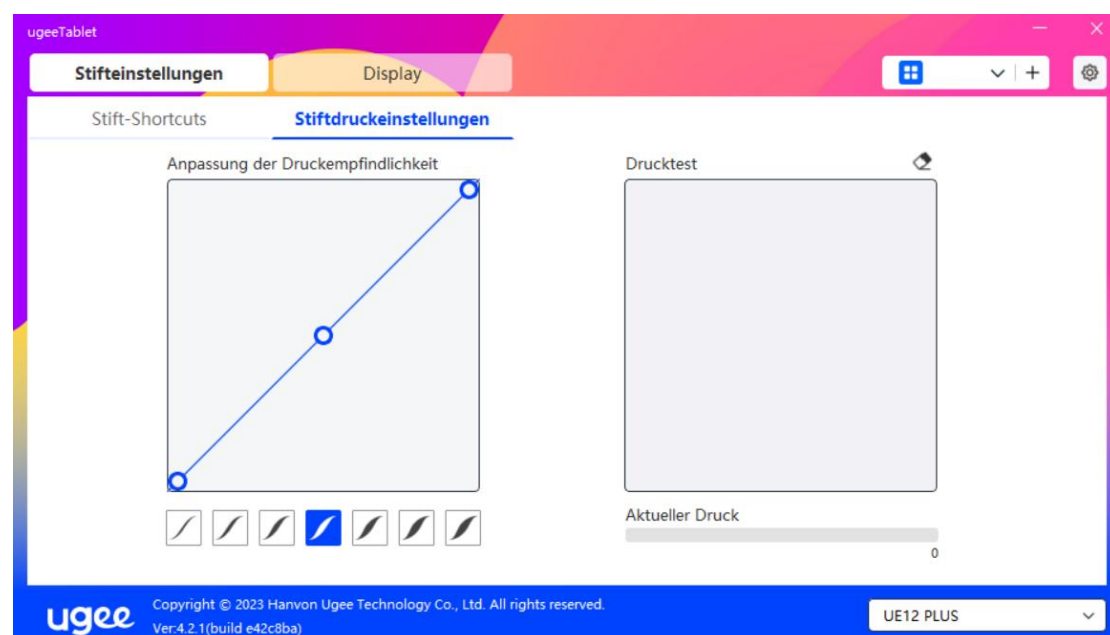 ugeeTablet
Stifteinstellungen
Display
Stift-Shortcuts
Stiftdruckeinstellungen
Anpassung der Druckempfindlichkeit
Drucktest
Aktueller Druck
0
ugee
Copyright © 2023 Hanvon Ugee Technology Co., Ltd. All rights reserved.
Ver:4.2.1(build e42c8ba)
UE12 PLUS